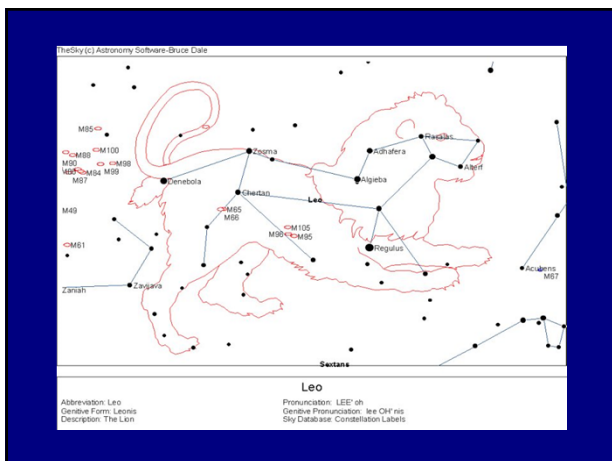 TheSky (c) Astronomy Software-Bruce Dale
M85
M100
M88
M98
M90
M84
M99
M87
M49
M61
Zaniah
Zavijava
Denebola
Zosma
Chertan
M65
M66
Leo
M105
M95
Adhafera
Algieba
Rasalas
Alterf
Regulus
Acubens
M67
Sextans
Leo
Abbreviation: Leo
Genitive Form: Leonis
Description: The Lion
Pronunciation: LEE' oh
Genitive Pronunciation: lee OH' nis
Sky Database: Constellation Labels